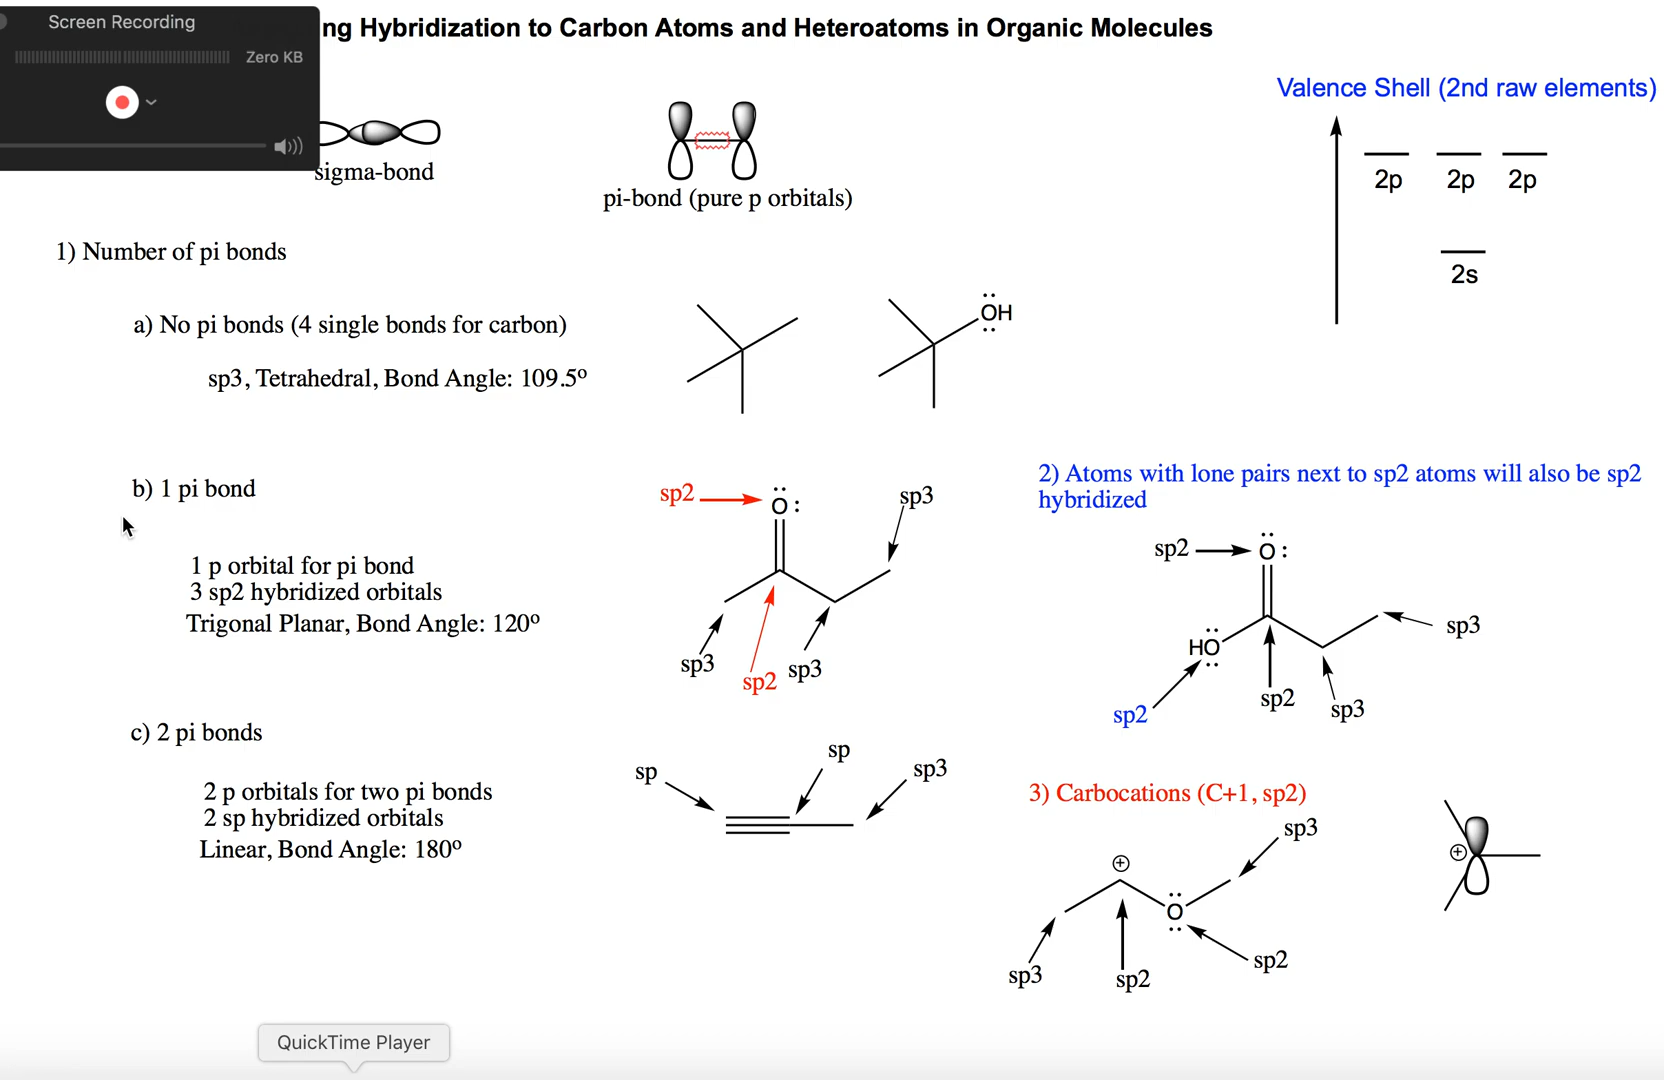 Screen Recording
Zero KB
ng Hybridization to Carbon Atoms and Heteroatoms in Organic Molecules
Valence Shell (2nd raw elements)
2p 2p 2p
2s
sigma-bond
pi-bond (pure p orbitals)
1) Number of pi bonds
a) No pi bonds (4 single bonds for carbon)
sp3, Tetrahedral, Bond Angle: 109.5º
:OH
b) 1 pi bond
1 p orbital for pi bond
3 sp2 hybridized orbitals
Trigonal Planar, Bond Angle: 120º
sp2
O:
sp3
sp3
sp2
sp3
2) Atoms with lone pairs next to sp2 atoms will also be sp2
hybridized
sp2
O:
HO
sp3
sp2
sp2
sp3
c) 2 pi bonds
2 p orbitals for two pi bonds
2 sp hybridized orbitals
Linear, Bond Angle: 180º
sp
sp
sp3
3) Carbocations (C+1, sp2)
sp3
+
O
sp3
sp2
sp2
+
QuickTime Player